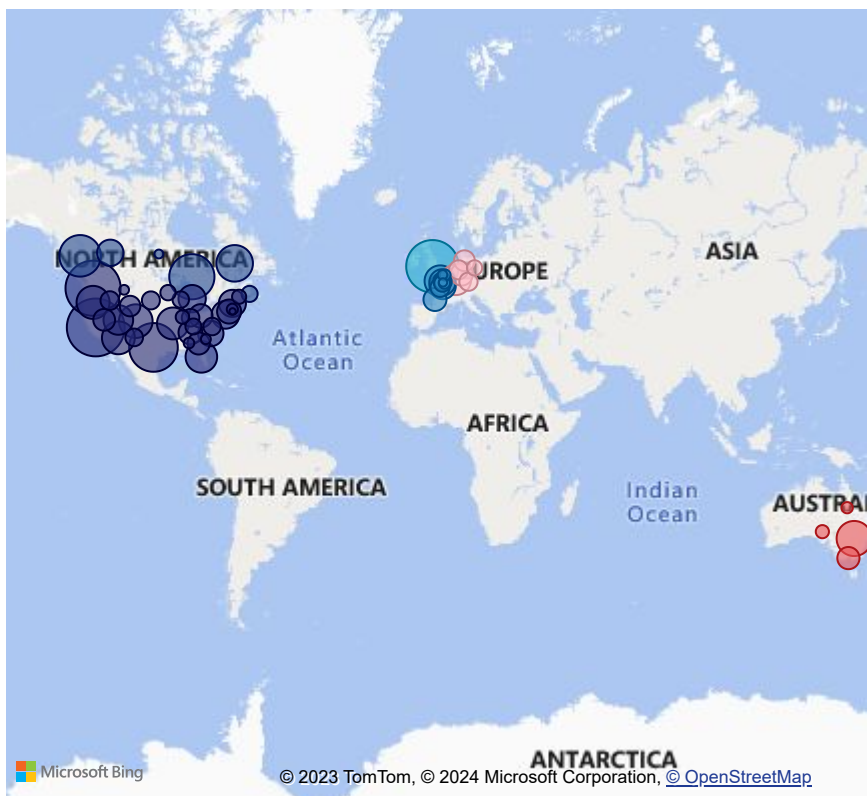 NORTH AMERICA
ASIA
UROPE
Atlantic
Ocean
AFRICA
SOUTH AMERICA
Indian
Ocean
AUSTRA
ANTARCTICA
Microsoft Bing
© 2023 TomTom, © 2024 Microsoft Corporation, © OpenStreetMap